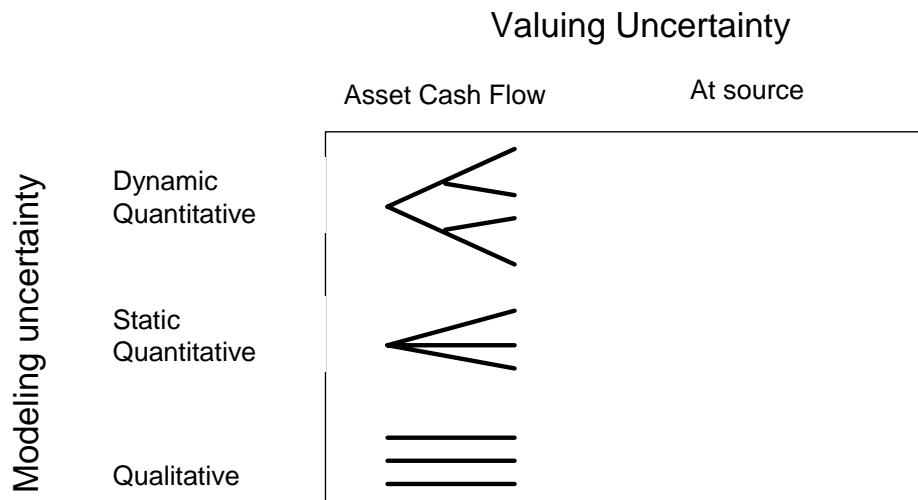 Valuing Uncertainty
Asset Cash Flow
At source
Modeling uncertainty
Dynamic
Quantitative
Static
Quantitative
Qualitative